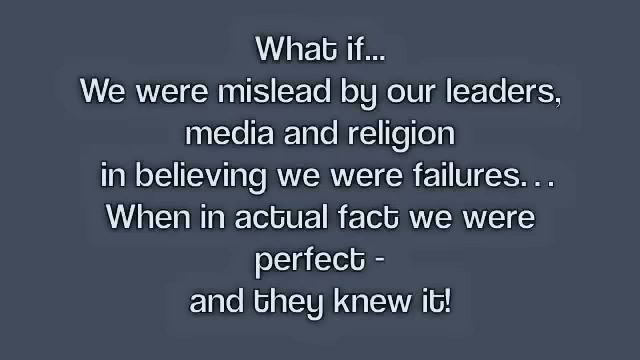 What if...
We were mislead by our leaders,
media and religion
in believing we were failures...
When in actual fact we were
perfect -
and they knew it!